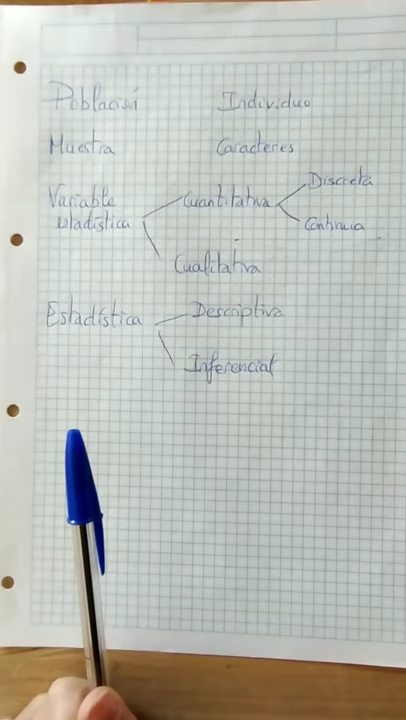 Población Individuo
Muestra Caracteres
Discreta
Variable Cuantitativa
estadística Continua
Cualitativa
Estadística Descriptiva
Inferencial